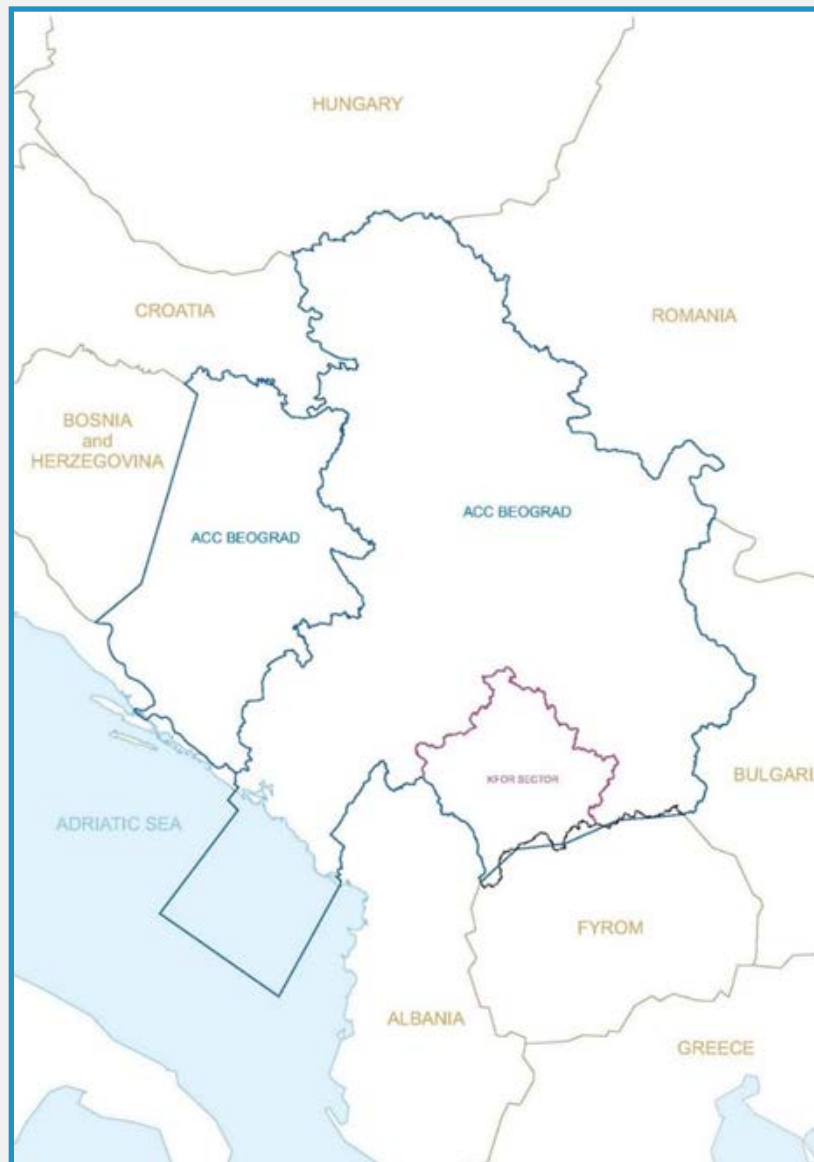 HUNGARY
CROATIA
ROMANIA
BOSNIA
and
HERZEGOVINA
ACC BEOGRAD
ACC BEOGRAD
KFOR SECTOR
BULGARI
ADRIATIC SEA
FYROM
ALBANIA
GREECE